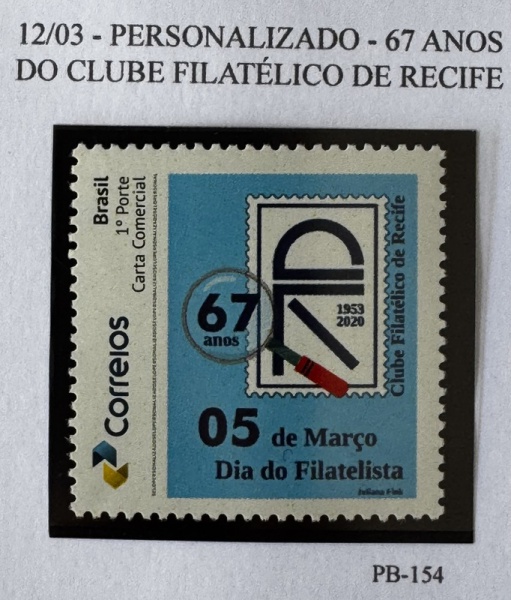 12/03 - PERSONALIZADO - 67 ANOS
DO CLUBE FILATÉLICO DE RECIFE
Brasil
1º Porte
Carta Comercial
Correios
67
anos
1953
2020
Clube Filatélico de Recife
05 de Março
Dia do Filatelista
Juliana Fink
PB-154